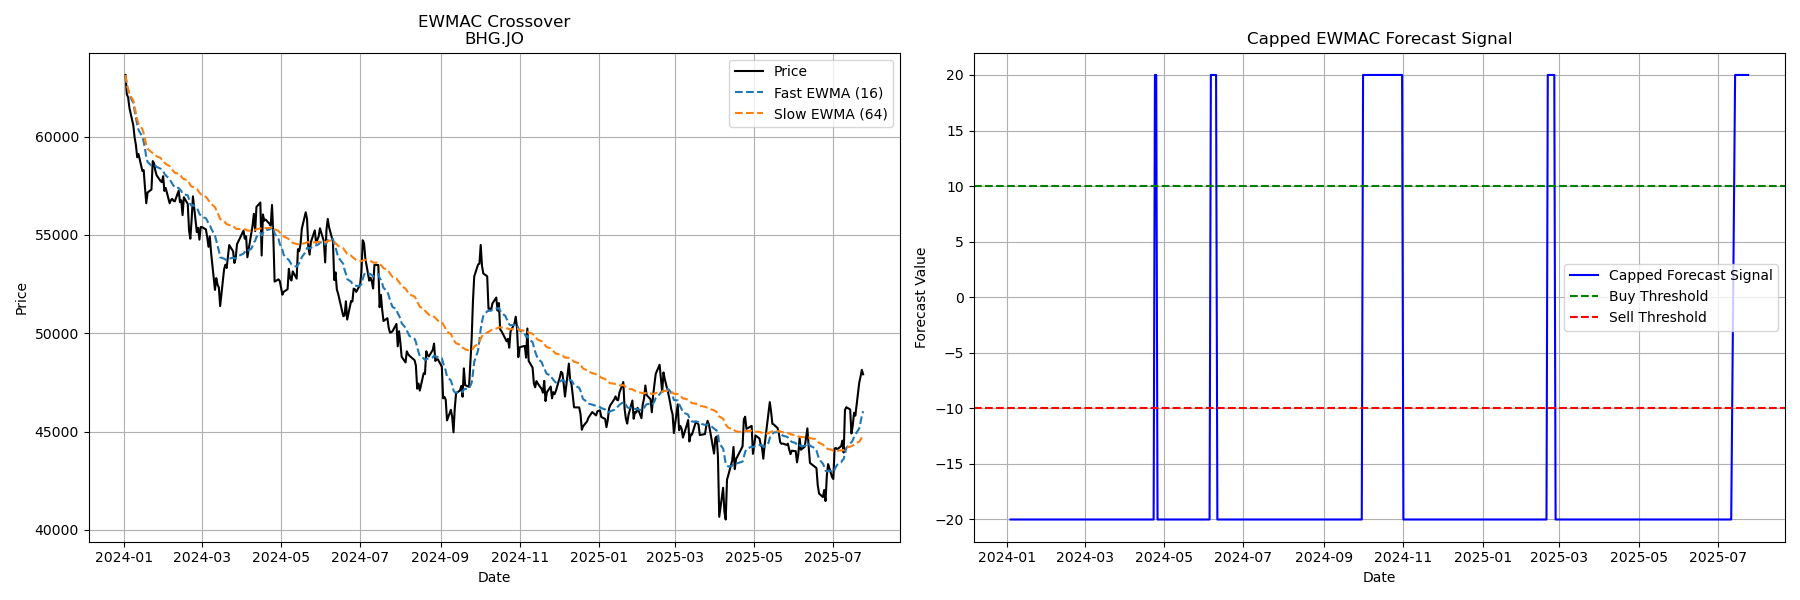 EWMAC Crossover
BHG.JO
Price
Fast EWMA (16)
Slow EWMA (64)
60000
55000
50000
45000
40000
Price
2024-01 2024-03 2024-05 2024-07 2024-09 2024-11 2025-01 2025-03 2025-05 2025-07
Date
Capped EWMAC Forecast Signal
20
15
10
5
0
−5
−10
−15
−20
Forecast Value
Capped Forecast Signal
Buy Threshold
Sell Threshold
2024-01 2024-03 2024-05 2024-07 2024-09 2024-11 2025-01 2025-03 2025-05 2025-07
Date